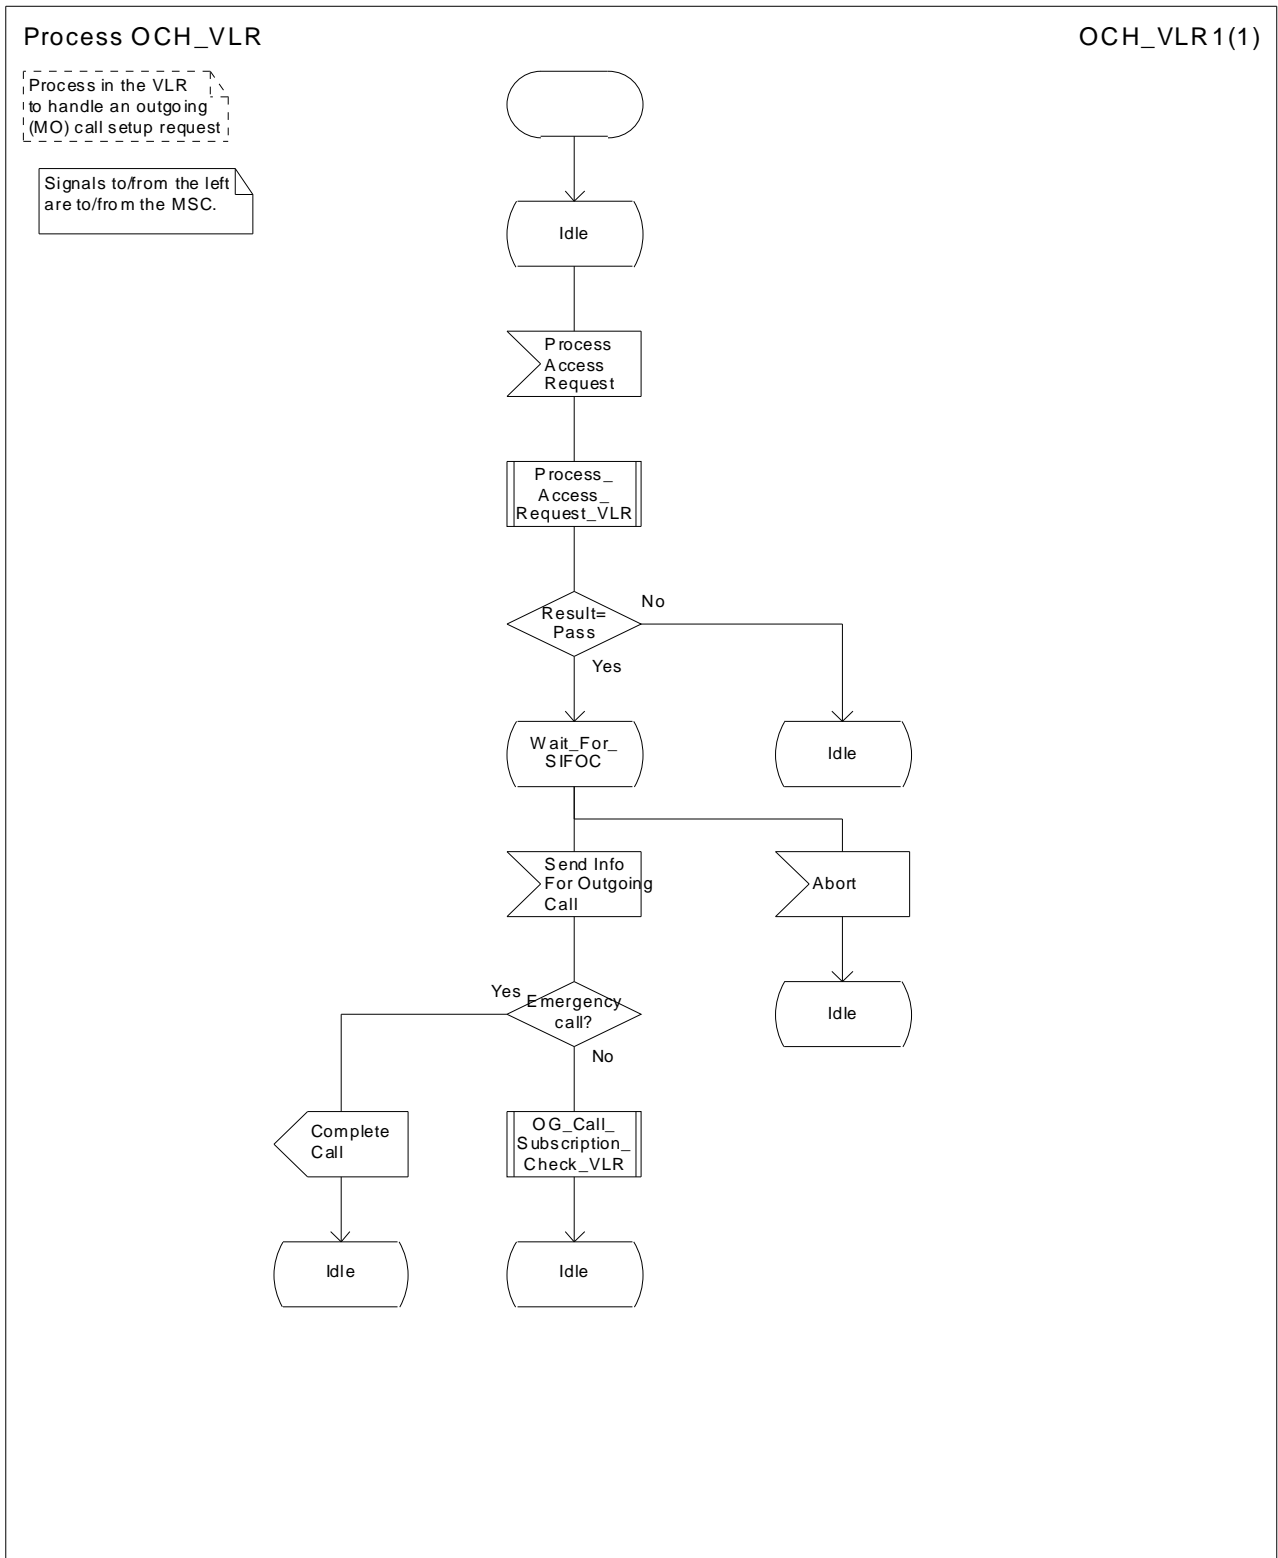 Process OCH_VLR
OCH_VLR1(1)
Process in the VLR
to handle an outgoing
(MO) call setup request
Signals to/from the left
are to/from the MSC.
Idle
Process
Access
Request
Process_
Access_
Request_VLR
Result=
Pass
No
Yes
Wait_For_
SIFOC
Idle
Send Info
For Outgoing
Call
Abort
Yes
Emergency
call?
No
Idle
Complete
Call
OG_Call_
Subscription_
Check_VLR
Idle
Idle